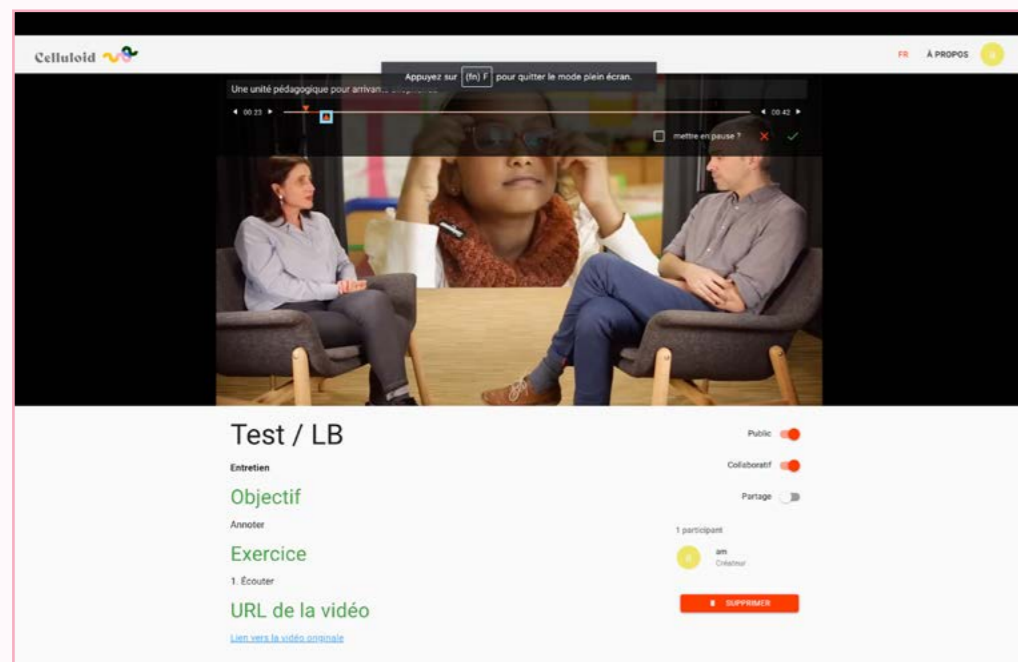 Celluloid
FR À PROPOS a
Appuyez sur (fn) F pour quitter le mode plein écran.
Une unité pédagogique pour arrivants
00:23 00:42
mettre en pause ?
Test / LB
Public
Entretien
Collaboratif
Objectif
Partage
Annoter
1 participant
Exercice
am
Créateur
1. Écouter
SUPPRIMER
URL de la vidéo
Lien vers la vidéo originale